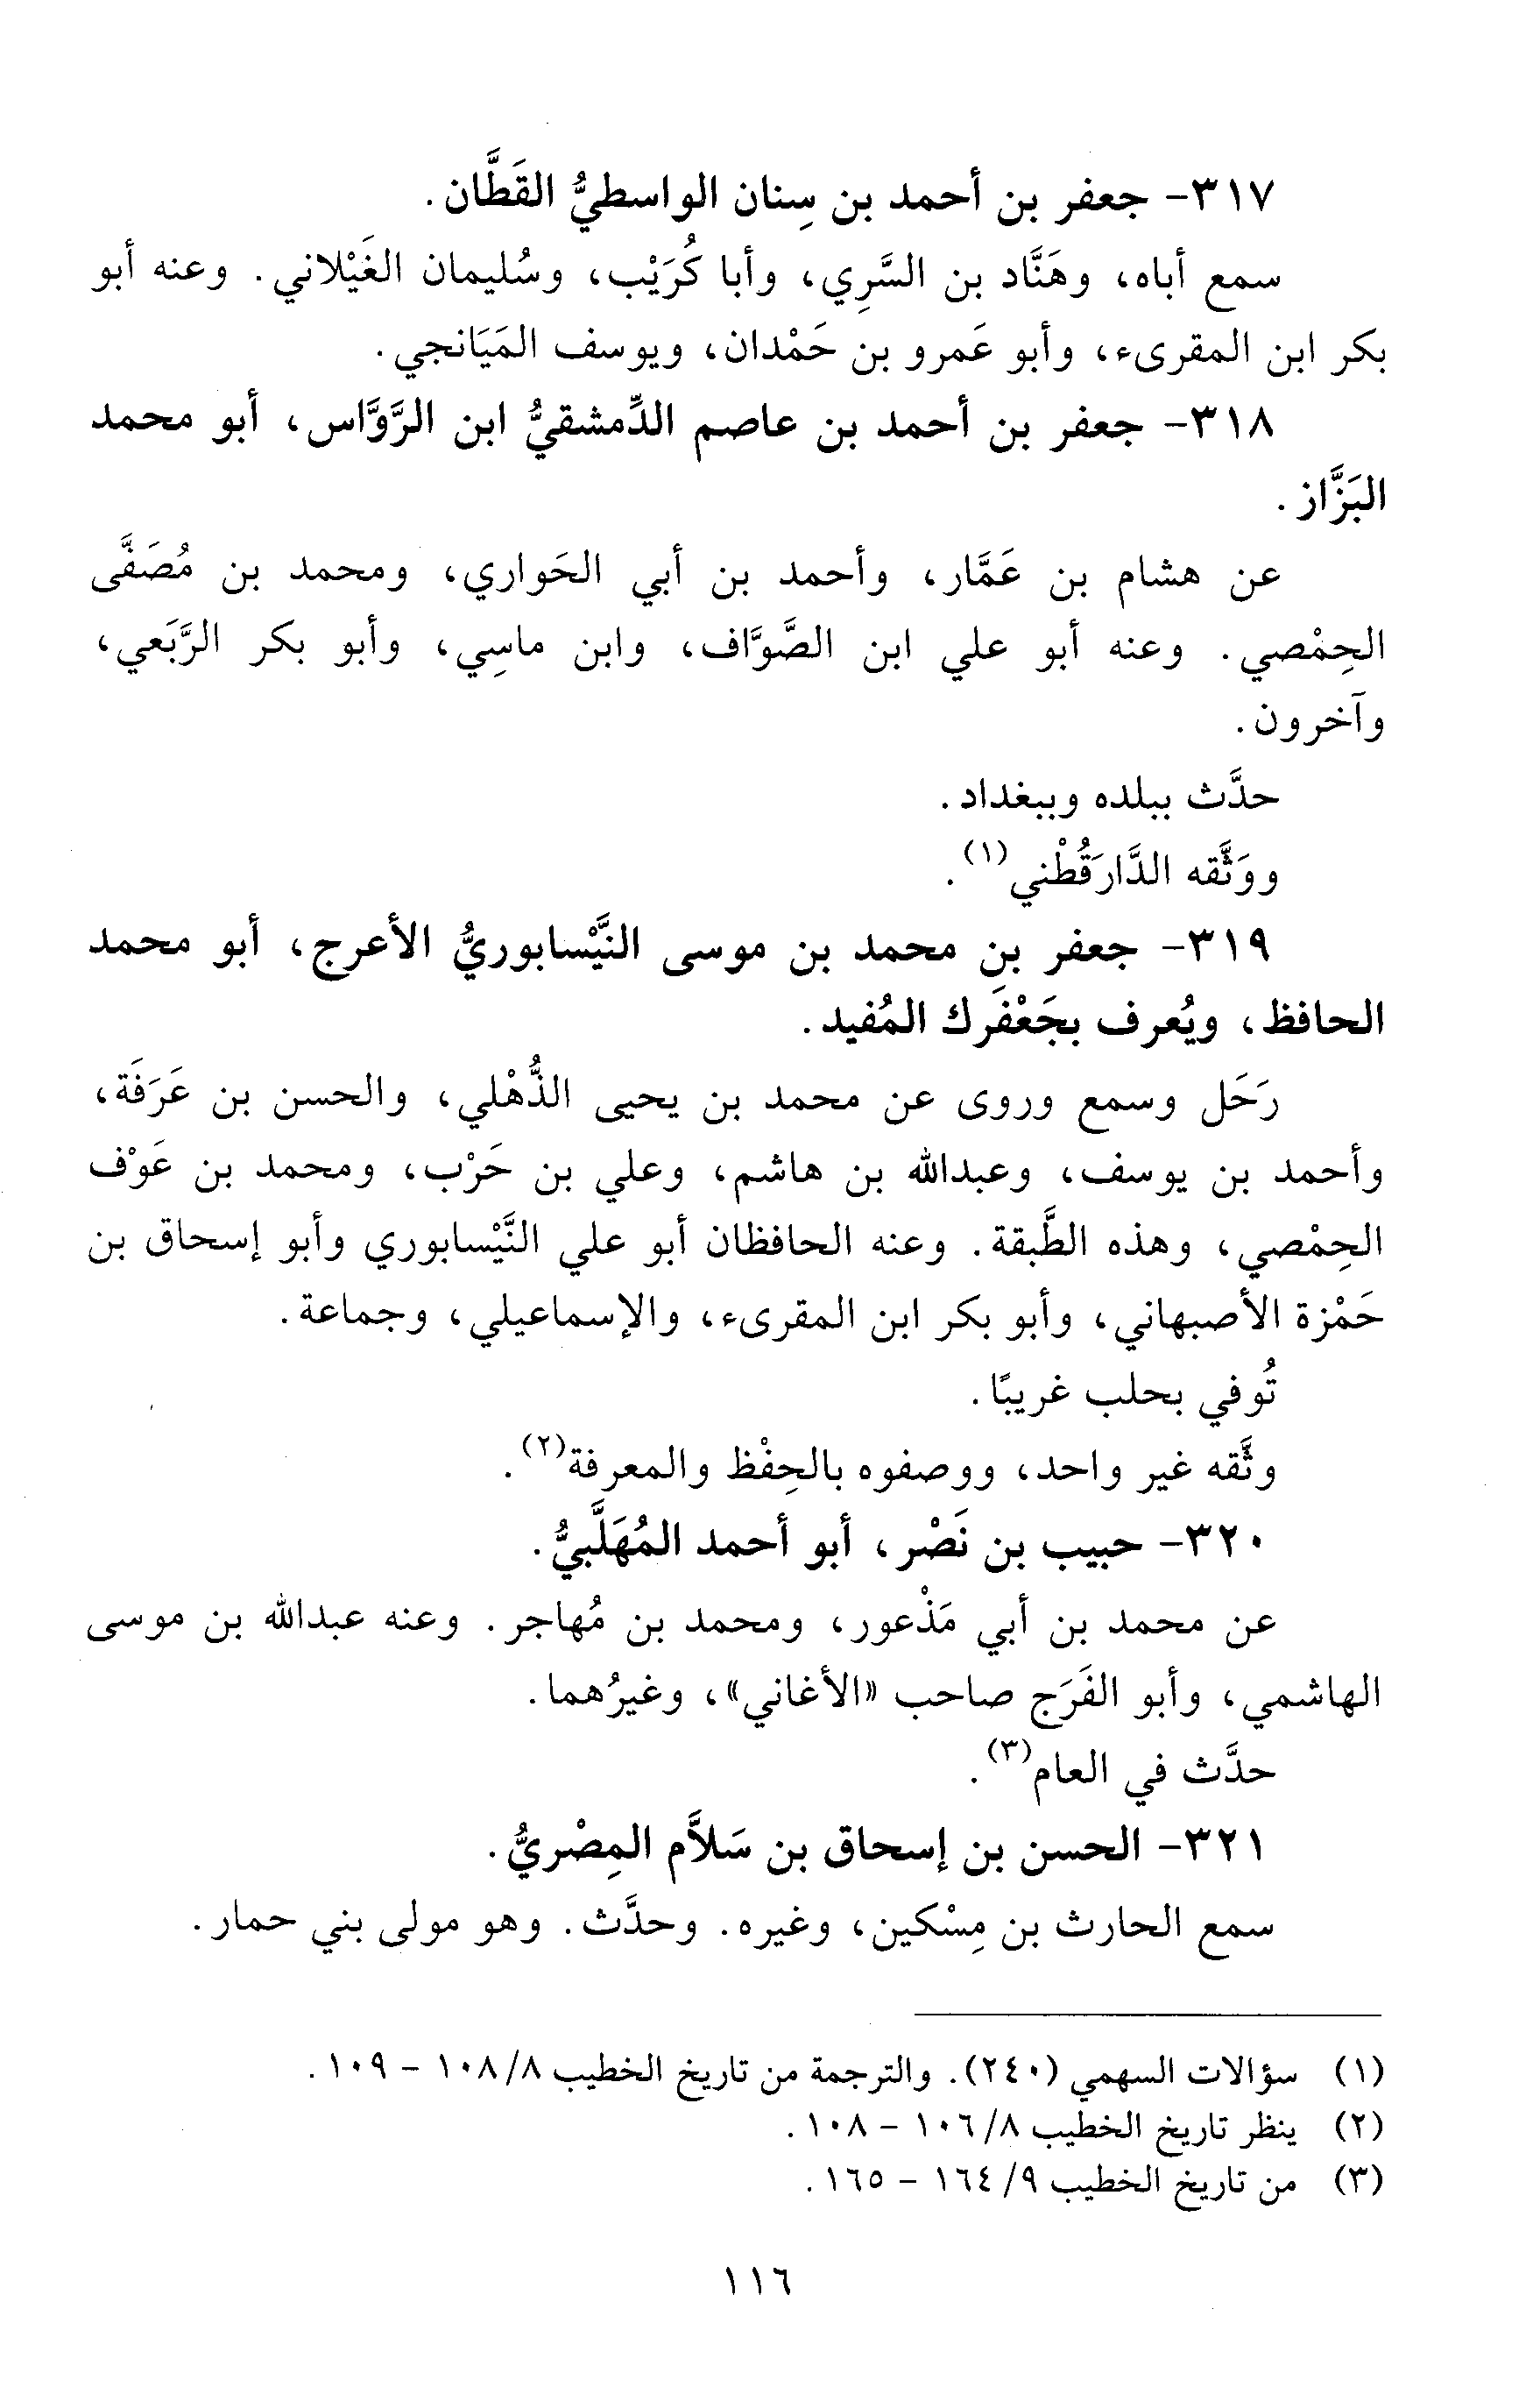 ٣١٧- جعفر بن أحمد بن سِنان الواسطيُّ القَطَّان.
سمع أباه، وهَنَّاد بن السَّرِي، وأبا كُرَيْب، وسُليمان الغَيْلاني. وعنه أبو
بكر ابن المقرىء، وأبو عَمرو بن حَمْدان، ويوسف المَيَانجي.
٣١٨- جعفر بن أحمد بن عاصم الدِّمشقيُّ ابن الرَّوَّاس، أبو محمد
البَزَّاز.
عن هشام بن عَمَّار، وأحمد بن أبي الحَواري، ومحمد بن مُصَفَّى
الحِمْصي. وعنه أبو علي ابن الصَّوَّاف، وابن ماسِي، وأبو بكر الرَّبَعي،
وآخرون.
حدَّث ببلده وببغداد.
ووَثَّقه الدَّارَقُطْني(١).
٣١٩- جعفر بن محمد بن موسى النَّيْسابوريُّ الأعرج، أبو محمد
الحافظ، ويُعرف بجَعْفَرك المُفيد.
رَحَل وسمع وروى عن محمد بن يحيى الذُّهْلي، والحسن بن عَرَفَة،
وأحمد بن يوسف، وعبدالله بن هاشم، وعلي بن حَرْب، ومحمد بن عَوْف
الحِمْصي، وهذه الطَّبقة. وعنه الحافظان أبو علي النَّيْسابوري وأبو إسحاق بن
حَمْزة الأصبهاني، وأبو بكر ابن المقرىء، والإسماعيلي، وجماعة.
تُوفي بحلب غريبًا.
وثَّقه غير واحد، ووصفوه بالحِفْظ والمعرفة(٢).
٣٢٠- حبيب بن نَصْر، أبو أحمد المُهَلَّبيُّ.
عن محمد بن أبي مَذْعور، ومحمد بن مُهاجر. وعنه عبدالله بن موسى
الهاشمي، وأبو الفَرَج صاحب «الأغاني»، وغيرُهما.
حدَّث في العام(٣).
٣٢١- الحسن بن إسحاق بن سَلاَّم المِصْريُّ.
سمع الحارث بن مِسْكين، وغيره. وحدَّث. وهو مولى بني حمار.
(١) سؤالات السهمي (٢٤٠). والترجمة من تاريخ الخطيب ٨/ ١٠٨ - ١٠٩.
(٢) ينظر تاريخ الخطيب ٨/ ١٠٦ - ١٠٨.
(٣) من تاريخ الخطيب ٩/ ١٦٤ - ١٦٥.
١١٦